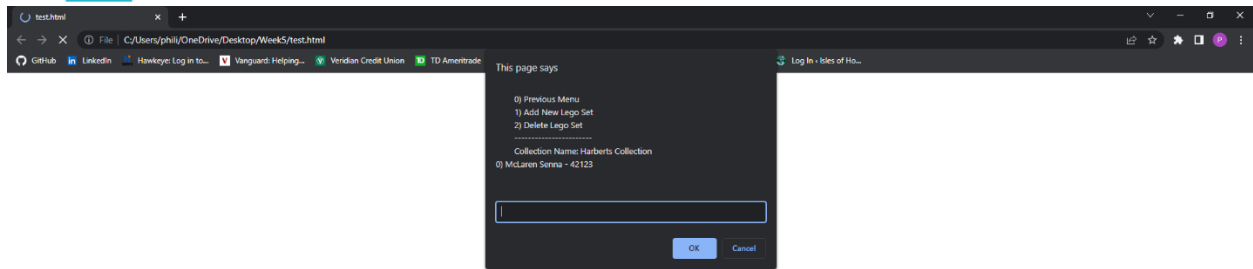 test.html
File | C:/Users/phili/OneDrive/Desktop/Week5/test.html
P
GitHub in LinkedIn Hawkeye: Log in to... V Vanguard: Helping... Veridian Credit Union TD TD Ameritrade Log In ‹ Isles of Ho...
This page says
0) Previous Menu
1) Add New Lego Set
2) Delete Lego Set
-----------------------
Collection Name: Harberts Collection
0) McLaren Senna - 42123
OK Cancel